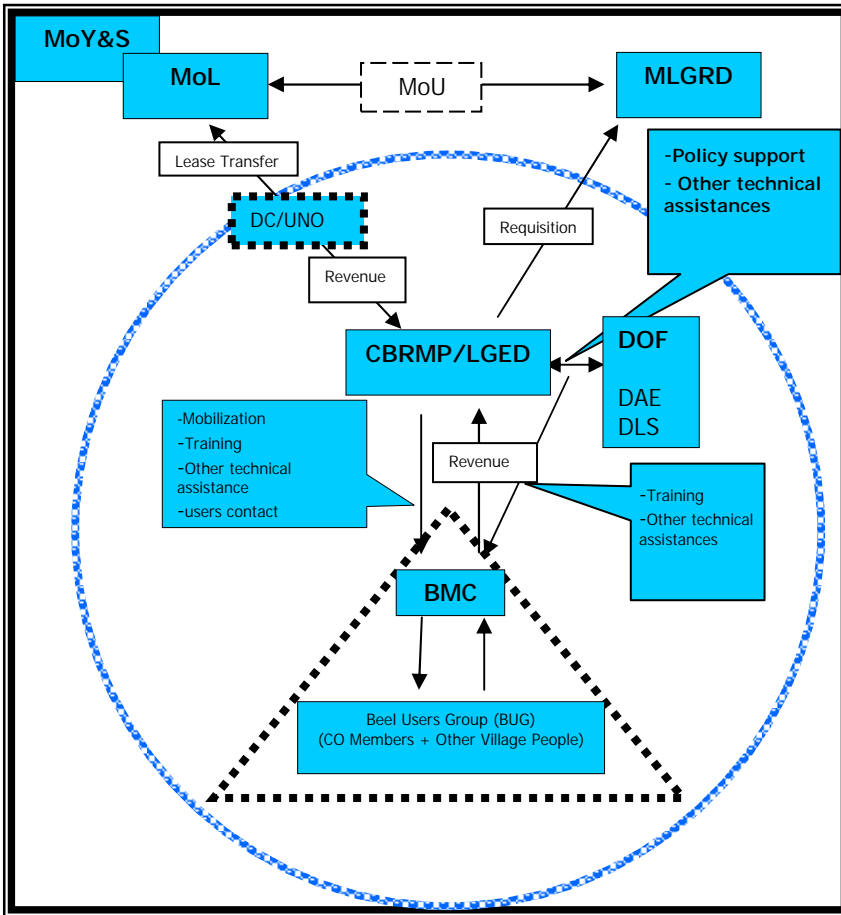 MoY&S
MoL
MoU
MLGRD
Lease Transfer
-Policy support
- Other technical
assistances
DC/UNO
Requisition
Revenue
CBRMP/LGED
DOF
DAE
DLS
-Mobilization
-Training
-Other technical
assistance
-users contact
Revenue
-Training
-Other technical
assistances
BMC
Beel Users Group (BUG)
(CO Members + Other Village People)